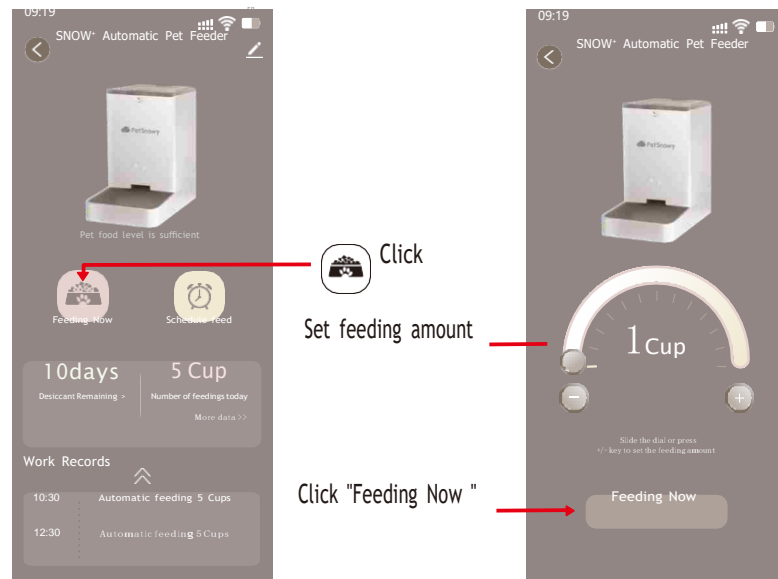 09:19
SNOW⁺ Automatic Pet Feeder
PetSnowy
Pet food level is sufficient
Feeding Now
Schedule feed
10days
Desiccant Remaining >
5 Cup
Number of feedings today
More data >>
Work Records
10:30 Automatic feeding 5 Cups
12:30 Automatic feeding 5 Cups
Click
Set feeding amount
Click "Feeding Now "
09:19
SNOW⁺ Automatic Pet Feeder
PetSnowy
1 Cup
−
+
Slide the dial or press
+/- key to set the feeding amount
Feeding Now